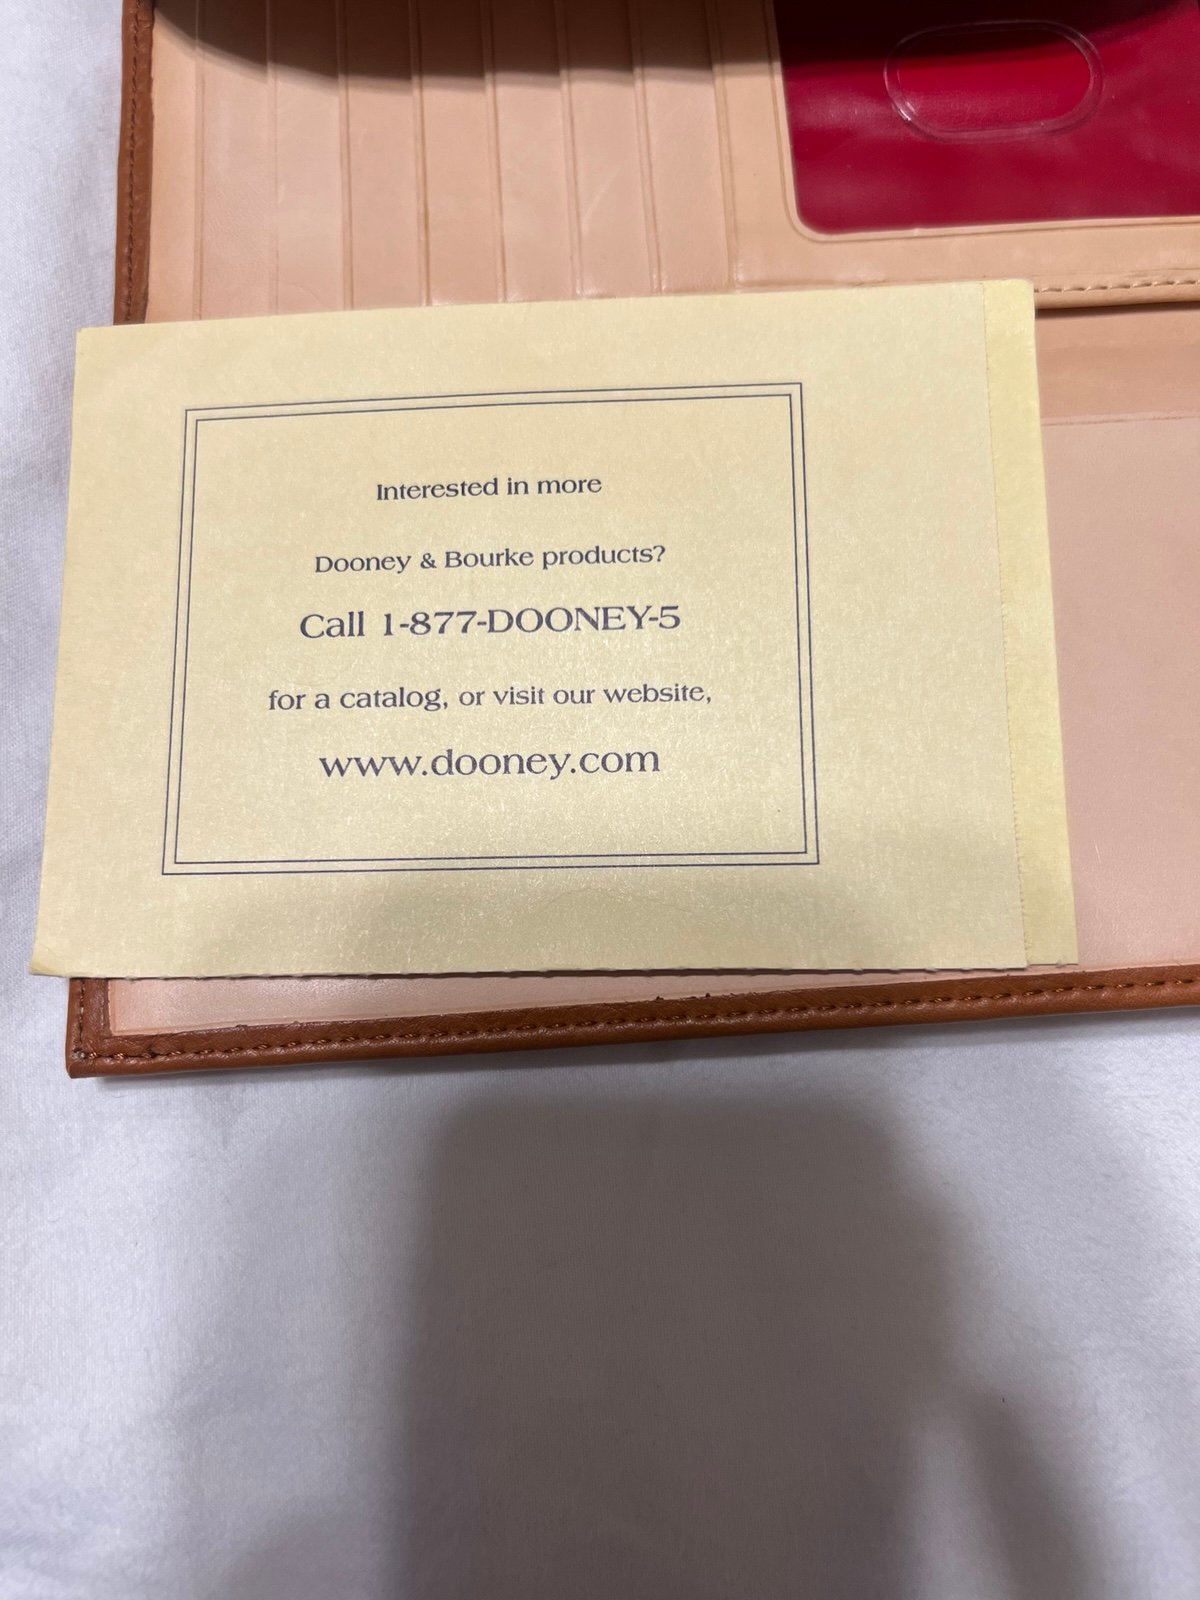 Interested in more
Dooney & Bourke products?
Call 1-877-DOONEY-5
for a catalog, or visit our website,
www.dooney.com